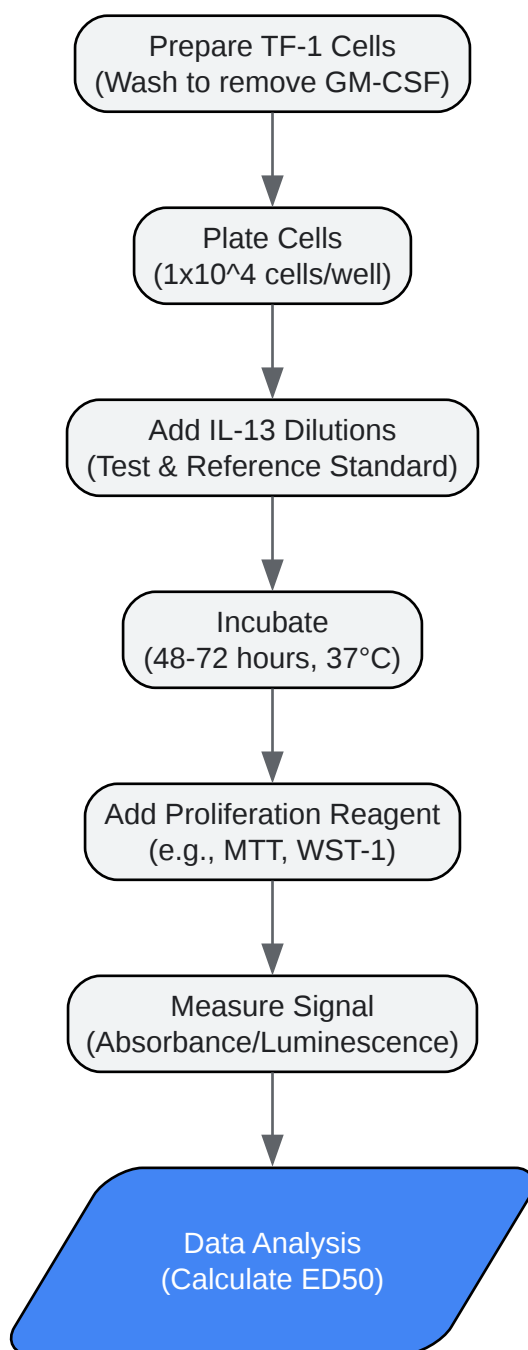 Prepare TF-1 Cells
(Wash to remove GM-CSF)
Plate Cells
(1x10^4 cells/well)
Add IL-13 Dilutions
(Test & Reference Standard)
Incubate
(48-72 hours, 37°C)
Add Proliferation Reagent
(e.g., MTT, WST-1)
Measure Signal
(Absorbance/Luminescence)
Data Analysis
(Calculate ED50)